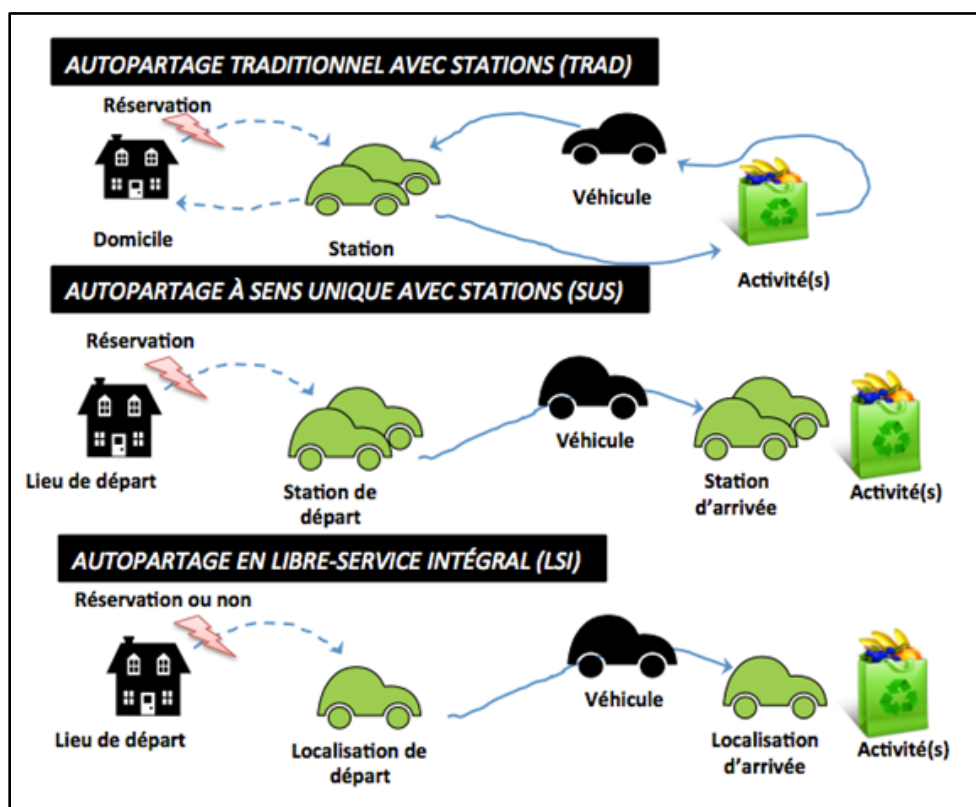 AUTOPARTAGE TRADITIONNEL AVEC STATIONS (TRAD)
Réservation
Véhicule
Domicile
Station
Activité(s)
AUTOPARTAGE À SENS UNIQUE AVEC STATIONS (SUS)
Réservation
Véhicule
Lieu de départ
Station de
départ
Station
d'arrivée
Activité(s)
AUTOPARTAGE EN LIBRE-SERVICE INTÉGRAL (LSI)
Réservation ou non
Véhicule
Lieu de départ
Localisation de
départ
Localisation
d'arrivée
Activité(s)